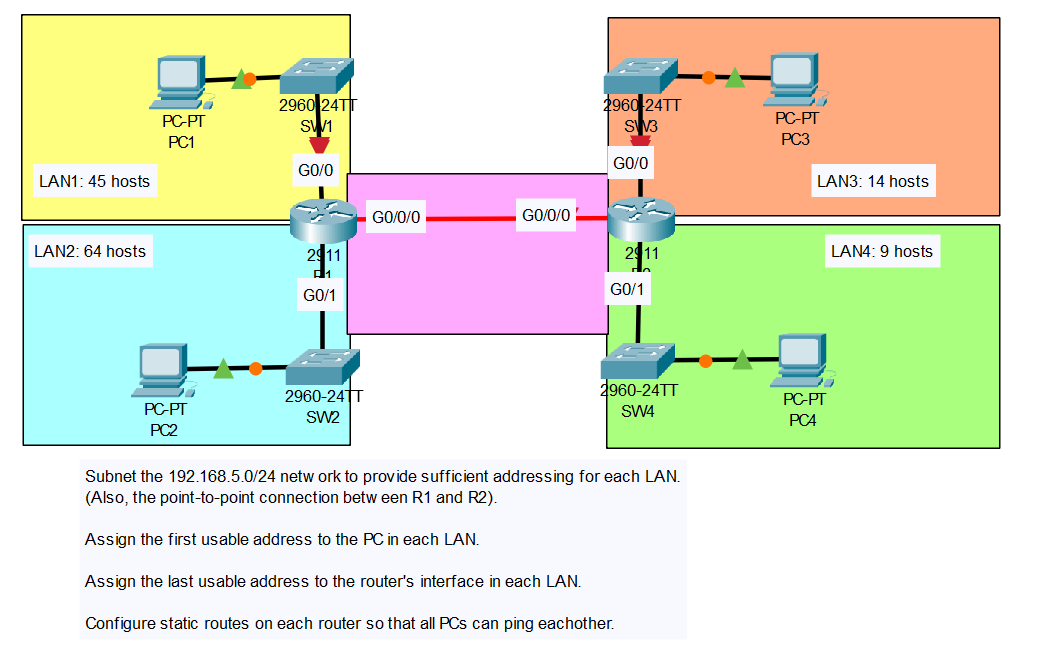 PC-PT
PC1
2960-24TT
SW1
G0/0
LAN1: 45 hosts
2960-24TT
SW3
G0/0
PC-PT
PC3
LAN3: 14 hosts
G0/0/0
G0/0/0
LAN2: 64 hosts
2911
R1
G0/1
PC-PT
PC2
2960-24TT
SW2
2911
R2
G0/1
LAN4: 9 hosts
2960-24TT
SW4
PC-PT
PC4
Subnet the 192.168.5.0/24 netw ork to provide sufficient addressing for each LAN.
(Also, the point-to-point connection betw een R1 and R2).
Assign the first usable address to the PC in each LAN.
Assign the last usable address to the router's interface in each LAN.
Configure static routes on each router so that all PCs can ping eachother.